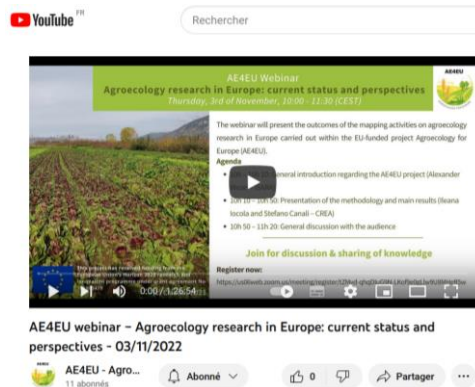 YouTube FR
Rechercher
AE4EU Webinar
Agroecology research in Europe: current status and perspectives
Thursday, 3rd of November, 10:00 - 11:30 (CEST)
AE4EU
The webinar will present the outcomes of the mapping activities on agroecology
research in Europe carried out within the EU-funded project Agroecology for
Europe (AE4EU).
Agenda
General introduction regarding the AE4EU project (Alexander
10h 10 – 10h 50: Presentation of the methodology and main results (Ileana
Iocola and Stefano Canali – CREA)
10h 50 – 11h 20: General discussion with the audience
Join for discussion & sharing of knowledge
Register now:
0:00 / 1:26:54
AE4EU webinar – Agroecology research in Europe: current status and
perspectives - 03/11/2022
AE4EU - Agro...
11 abonnés
Abonné
0
Partager